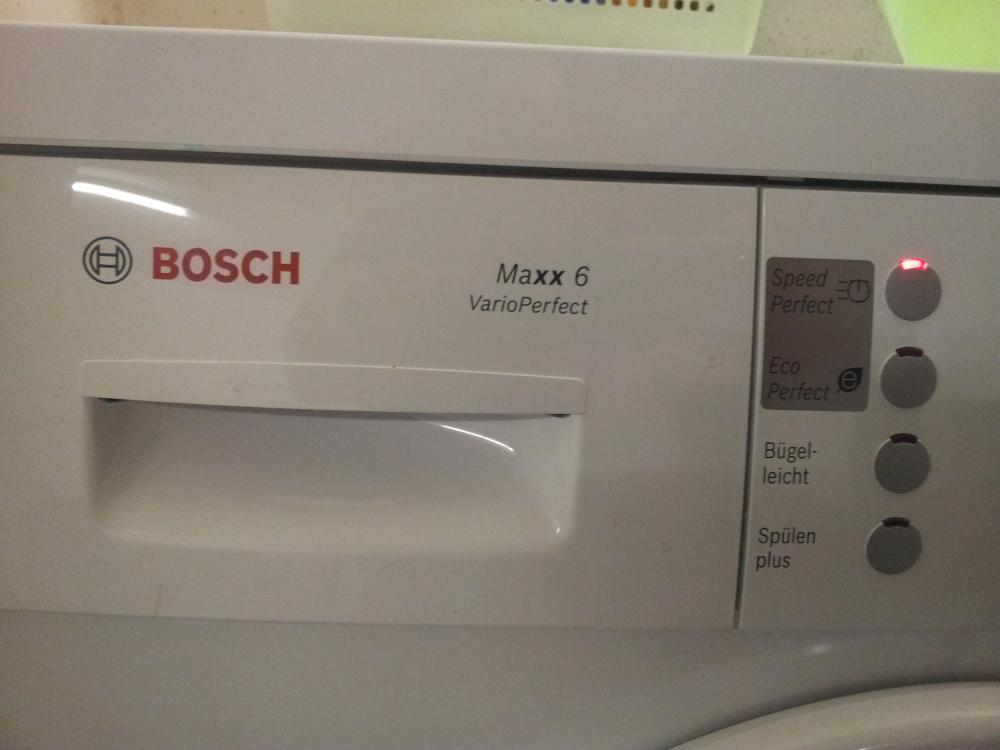 BOSCH
Maxx 6
VarioPerfect
Speed
Perfect
Eco
Perfect
Bügel-
leicht
Spülen
plus